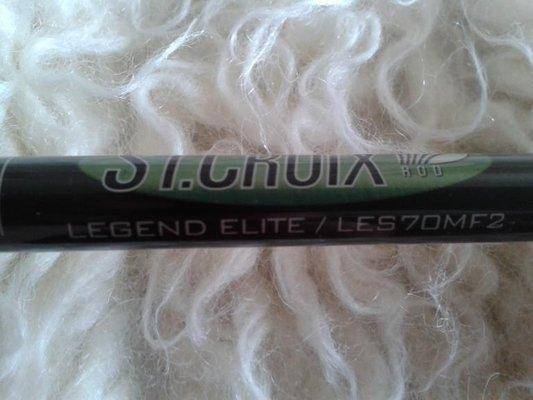 ST.CROIX
ROD
LEGEND ELITE / LES70MF2